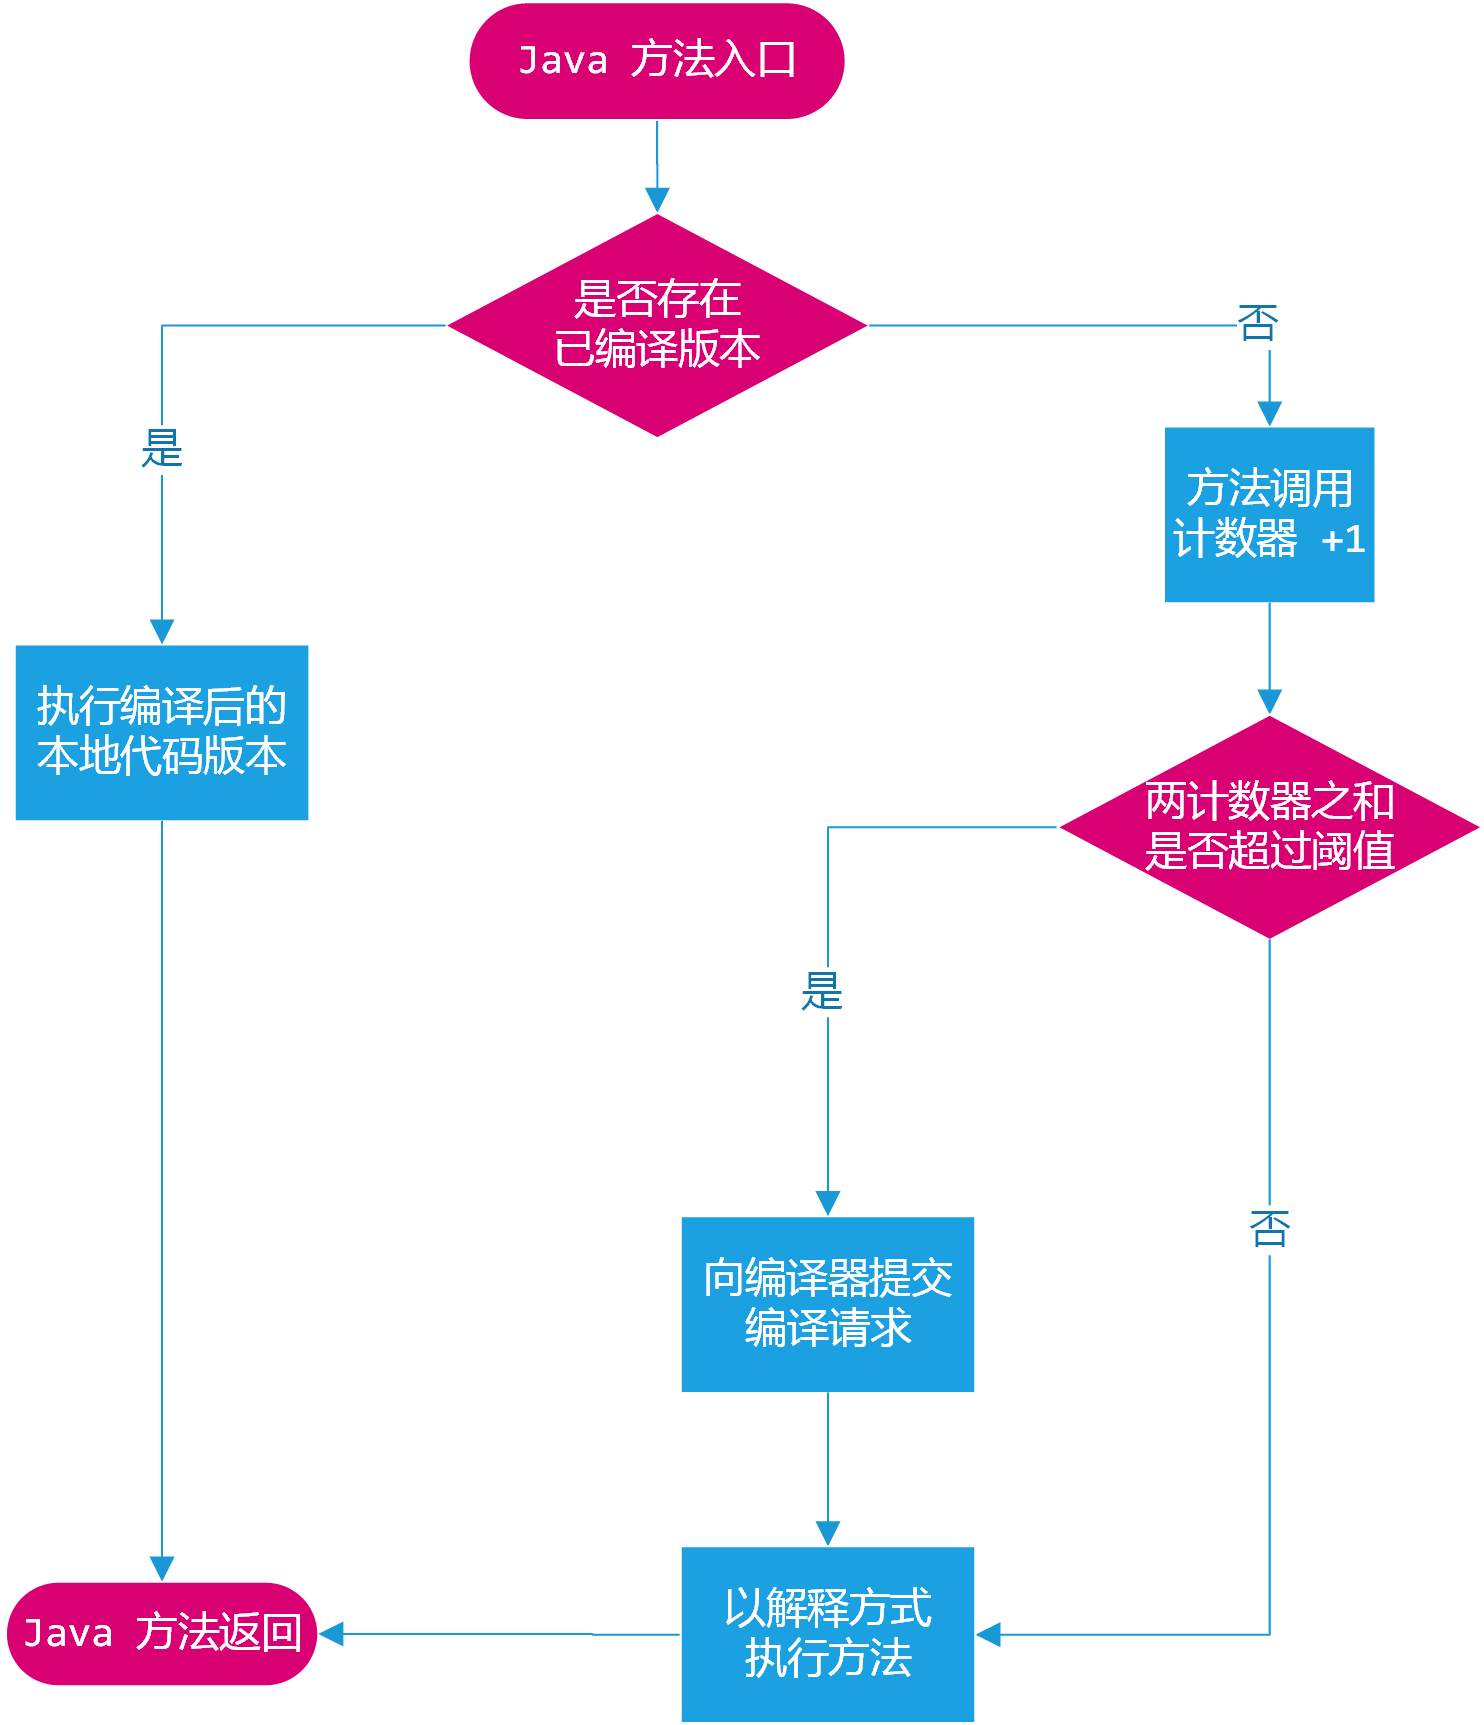 Java 方法入口
是否存在
已编译版本
否
是
方法调用
计数器 +1
执行编译后的
本地代码版本
两计数器之和
是否超过阈值
是
否
向编译器提交
编译请求
以解释方式
执行方法
Java 方法返回